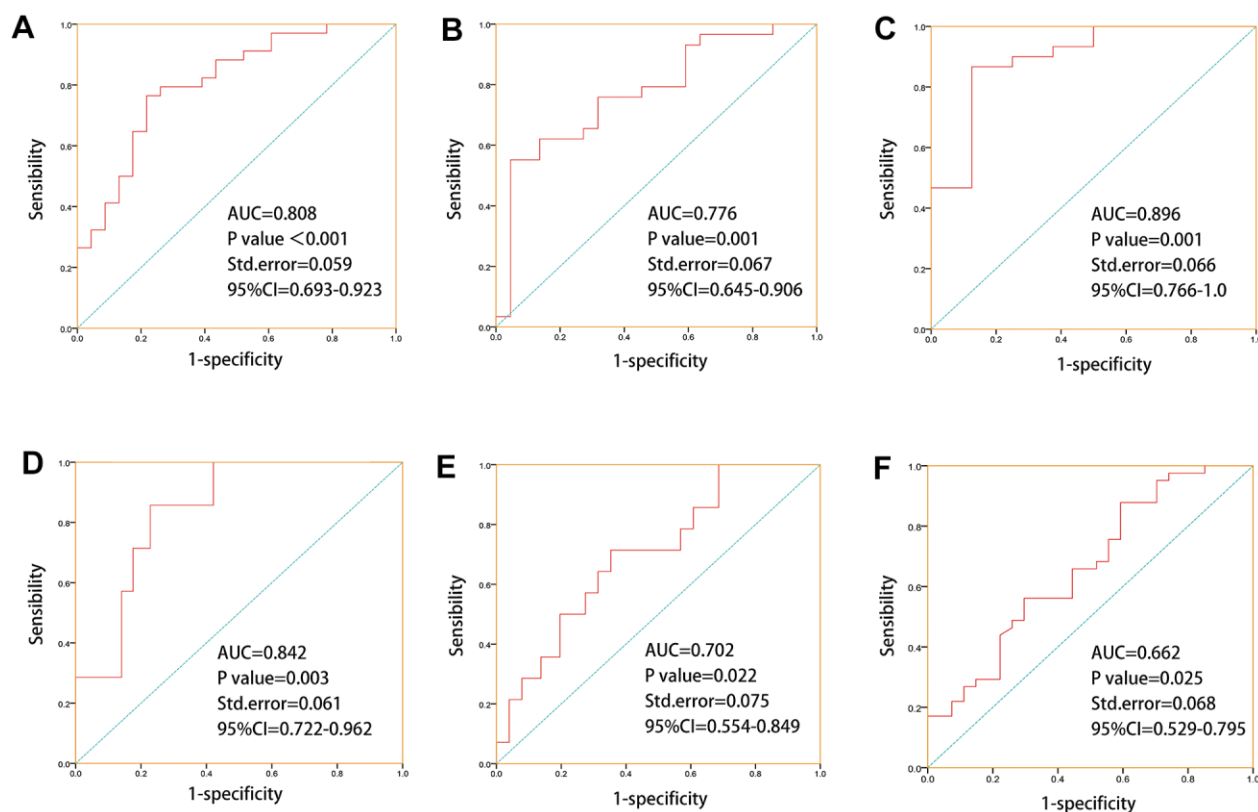 A
1.0
0.8
0.6
0.4
0.2
0.0
Sensibility
AUC=0.808
P value <0.001
Std.error=0.059
95%CI=0.693-0.923
0.0 0.2 0.4 0.6 0.8 1.0
1-specificity
B
1.0
0.8
0.6
0.4
0.2
0.0
Sensibility
AUC=0.776
P value=0.001
Std.error=0.067
95%CI=0.645-0.906
0.0 0.2 0.4 0.6 0.8 1.0
1-specificity
C
1.0
0.8
0.6
0.4
0.2
0.0
Sensibility
AUC=0.896
P value=0.001
Std.error=0.066
95%CI=0.766-1.0
0.0 0.2 0.4 0.6 0.8 1.0
1-specificity
D
1.0
0.8
0.6
0.4
0.2
0.0
Sensibility
AUC=0.842
P value=0.003
Std.error=0.061
95%CI=0.722-0.962
0.0 0.2 0.4 0.6 0.8 1.0
1-specificity
E
1.0
0.8
0.6
0.4
0.2
0.0
Sensibility
AUC=0.702
P value=0.022
Std.error=0.075
95%CI=0.554-0.849
0.0 0.2 0.4 0.6 0.8 1.0
1-specificity
F
1.0
0.8
0.6
0.4
0.2
0.0
Sensibility
AUC=0.662
P value=0.025
Std.error=0.068
95%CI=0.529-0.795
0.0 0.2 0.4 0.6 0.8 1.0
1-specificity